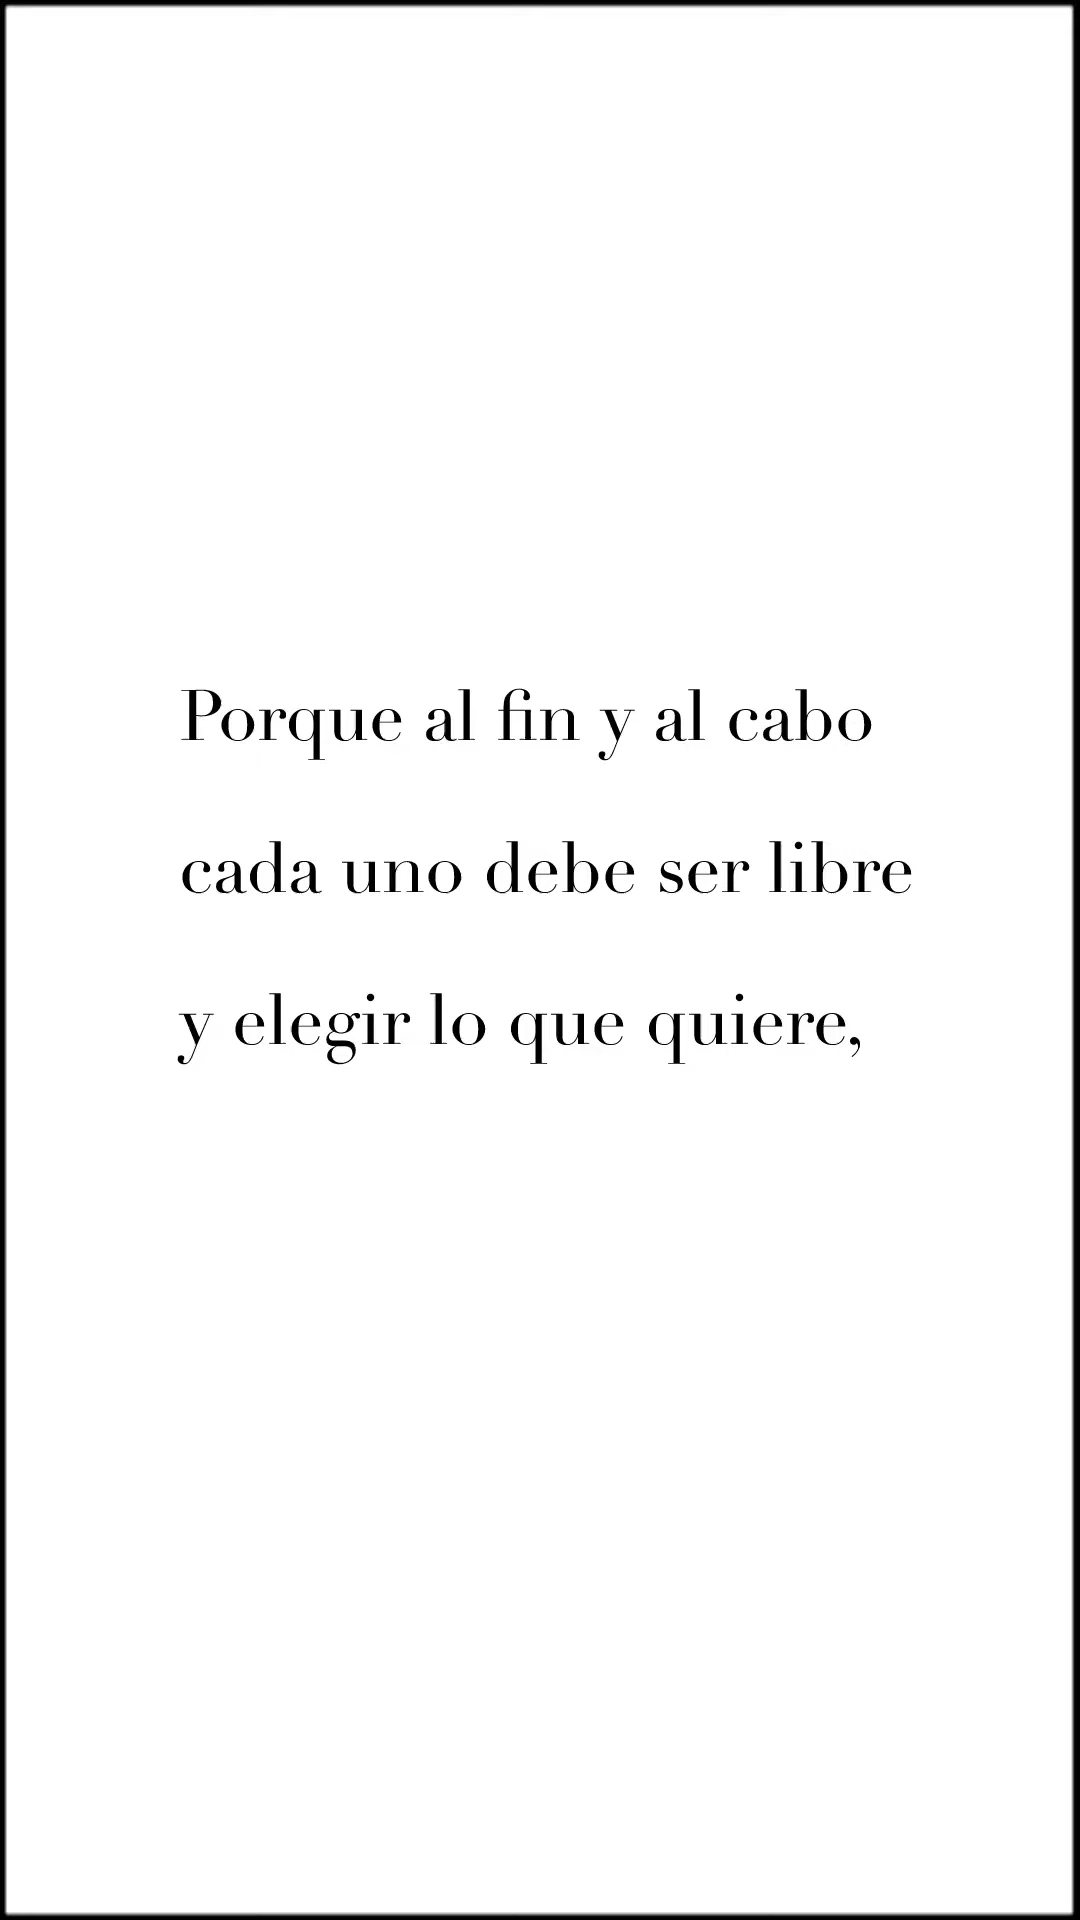 Porque al fin y al cabo
cada uno debe ser libre
y elegir lo que quiere,